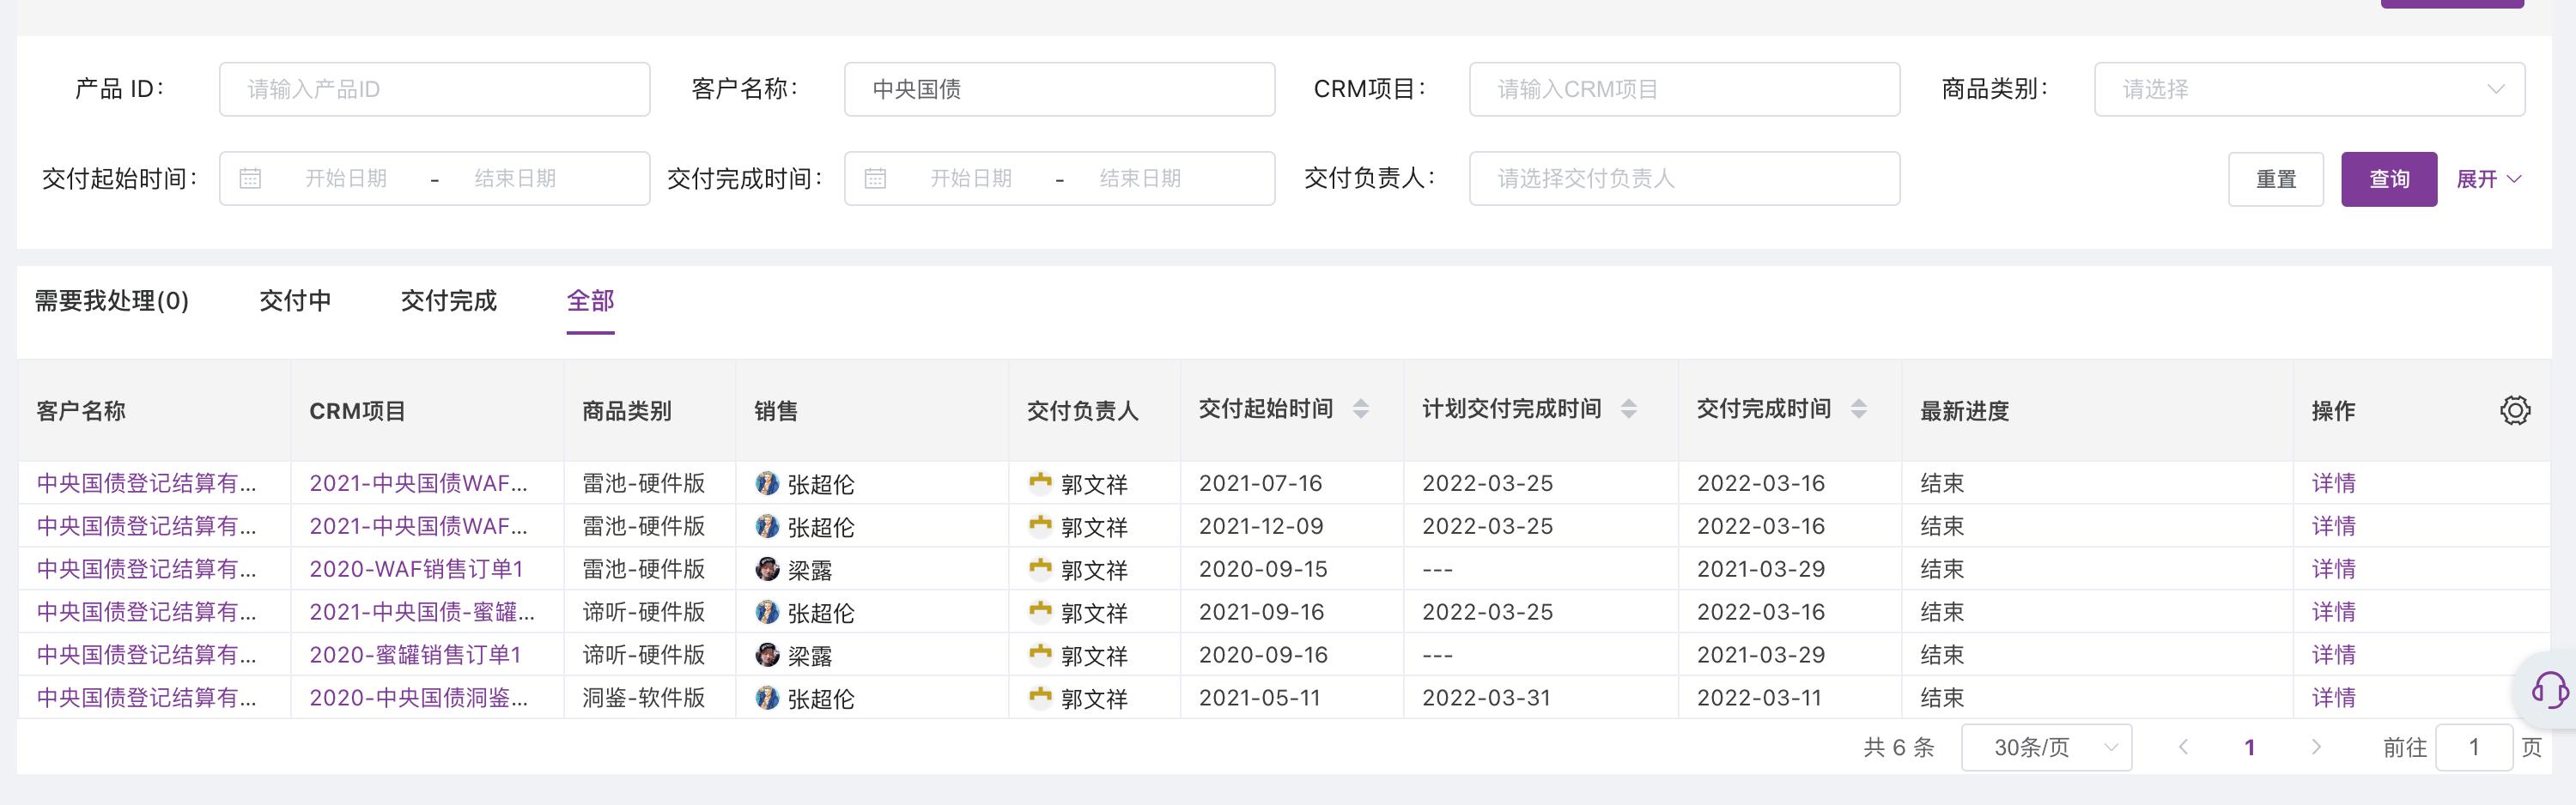 产品 ID： 请输入产品ID 客户名称： 中央国债 CRM项目： 请输入CRM项目 商品类别： 请选择
交付起始时间： 开始日期 - 结束日期 交付完成时间： 开始日期 - 结束日期 交付负责人： 请选择交付负责人 重置 查询 展开
需要我处理(0) 交付中 交付完成 全部
客户名称 CRM项目 商品类别 销售 交付负责人 交付起始时间 计划交付完成时间 交付完成时间 最新进度 操作
中央国债登记结算有... 2021-中央国债WAF... 雷池-硬件版 张超伦 郭文祥 2021-07-16 2022-03-25 2022-03-16 结束 详情
中央国债登记结算有... 2021-中央国债WAF... 雷池-硬件版 张超伦 郭文祥 2021-12-09 2022-03-25 2022-03-16 结束 详情
中央国债登记结算有... 2020-WAF销售订单1 雷池-硬件版 梁露 郭文祥 2020-09-15 --- 2021-03-29 结束 详情
中央国债登记结算有... 2021-中央国债-蜜罐... 谛听-硬件版 张超伦 郭文祥 2021-09-16 2022-03-25 2022-03-16 结束 详情
中央国债登记结算有... 2020-蜜罐销售订单1 谛听-硬件版 梁露 郭文祥 2020-09-16 --- 2021-03-29 结束 详情
中央国债登记结算有... 2020-中央国债洞鉴... 洞鉴-软件版 张超伦 郭文祥 2021-05-11 2022-03-31 2022-03-11 结束 详情
共 6 条 30条/页 1 前往 1 页